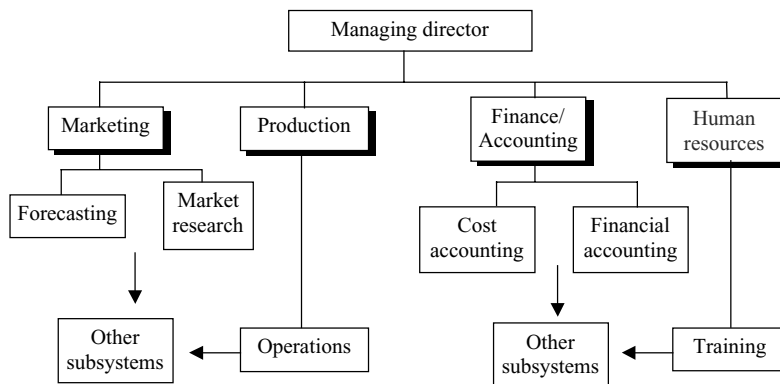 Managing director
Marketing
Production
Finance/
Accounting
Human
resources
Forecasting
Market
research
Cost
accounting
Financial
accounting
Other
subsystems
Operations
Other
subsystems
Training